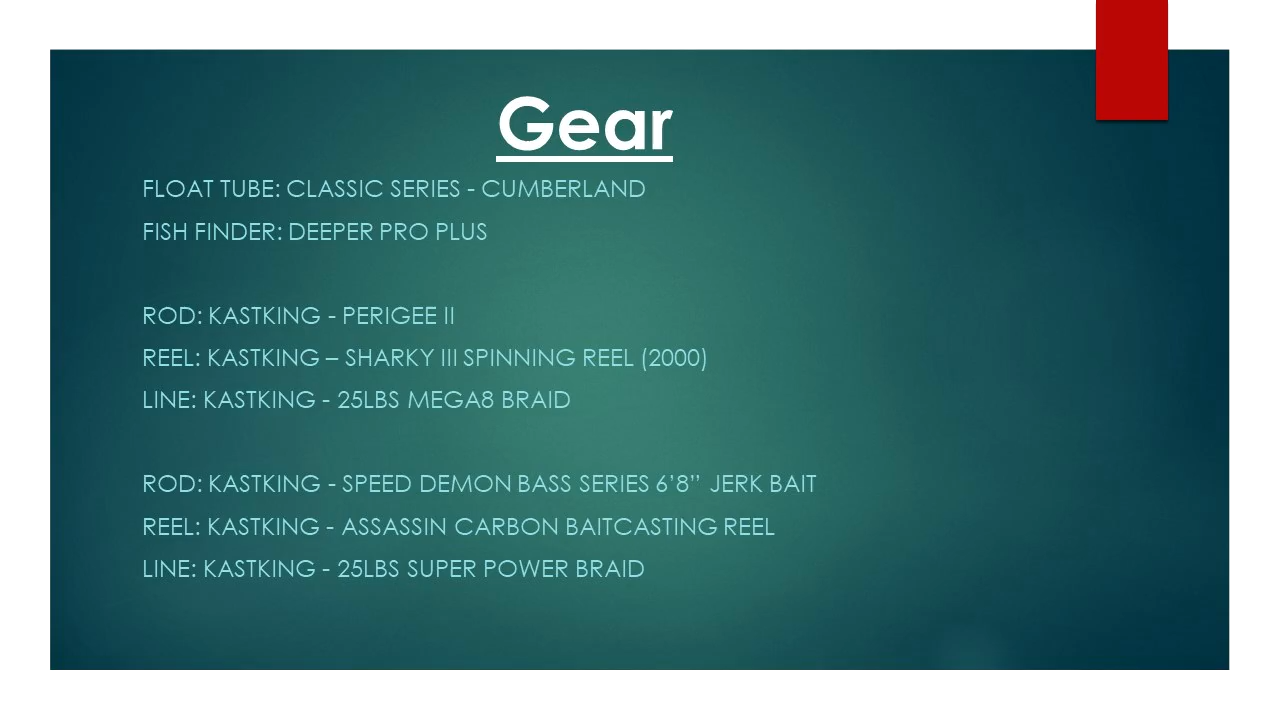 Gear
FLOAT TUBE: CLASSIC SERIES - CUMBERLAND
FISH FINDER: DEEPER PRO PLUS
ROD: KASTKING - PERIGEE II
REEL: KASTKING – SHARKY III SPINNING REEL (2000)
LINE: KASTKING - 25LBS MEGA8 BRAID
ROD: KASTKING - SPEED DEMON BASS SERIES 6’8” JERK BAIT
REEL: KASTKING - ASSASSIN CARBON BAITCASTING REEL
LINE: KASTKING - 25LBS SUPER POWER BRAID